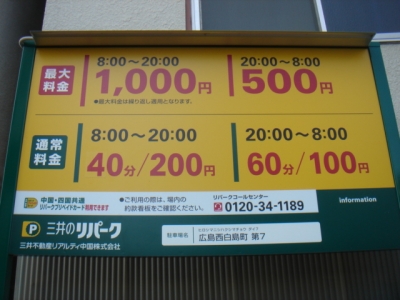 最大料金
8:00～20:00
1,000円
●最大料金は繰り返し適用となります。
20:00～8:00
500円
通常料金
8:00～20:00
40分/200円
20:00～8:00
60分/100円
中国・四国共通
リパークプリペイドカード利用できます
●ご利用の際は、場内の
約款看板をご確認ください。
リパークコールセンター
0120-34-1189
information
P 三井のリパーク
三井不動産リアルティ中国株式会社
駐車場名
広島西白島町 第7